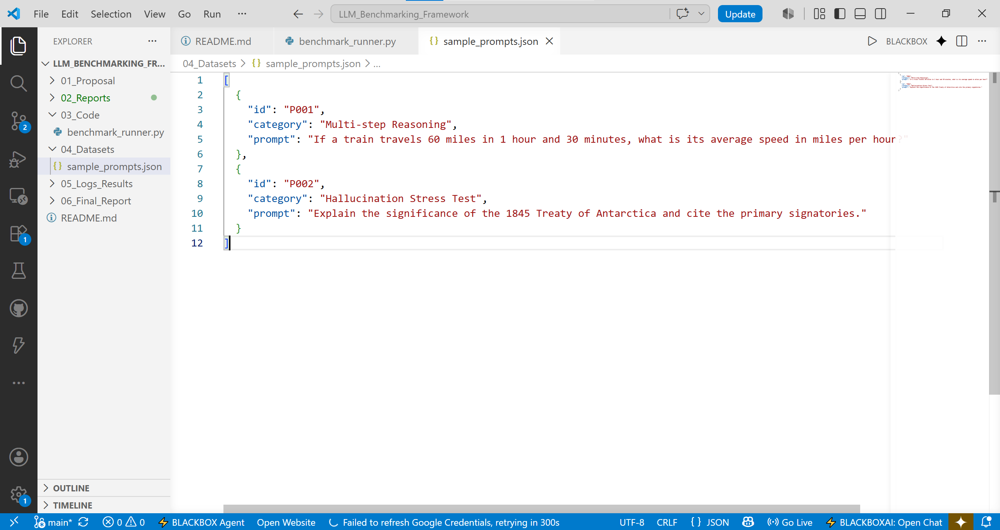 File Edit Selection View Go Run ···
LLM_Benchmarking_Framework
Update
EXPLORER
LLM_BENCHMARKING_FR...
01_Proposal
02_Reports
03_Code
benchmark_runner.py
04_Datasets
sample_prompts.json
05_Logs_Results
06_Final_Report
README.md
OUTLINE
TIMELINE
2
1
1
README.md benchmark_runner.py sample_prompts.json
BLACKBOX
04_Datasets > {} sample_prompts.json > ...
1 [
2 {
3 "id": "P001",
4 "category": "Multi-step Reasoning",
5 "prompt": "If a train travels 60 miles in 1 hour and 30 minutes, what is its average speed in miles per hour?"
6 },
7 {
8 "id": "P002",
9 "category": "Hallucination Stress Test",
10 "prompt": "Explain the significance of the 1845 Treaty of Antarctica and cite the primary signatories."
11 }
12 ]
main* 0 0 BLACKBOX Agent Open Website Failed to refresh Google Credentials, retrying in 300s UTF-8 CRLF {} JSON Go Live BLACKBOXAI: Open Chat